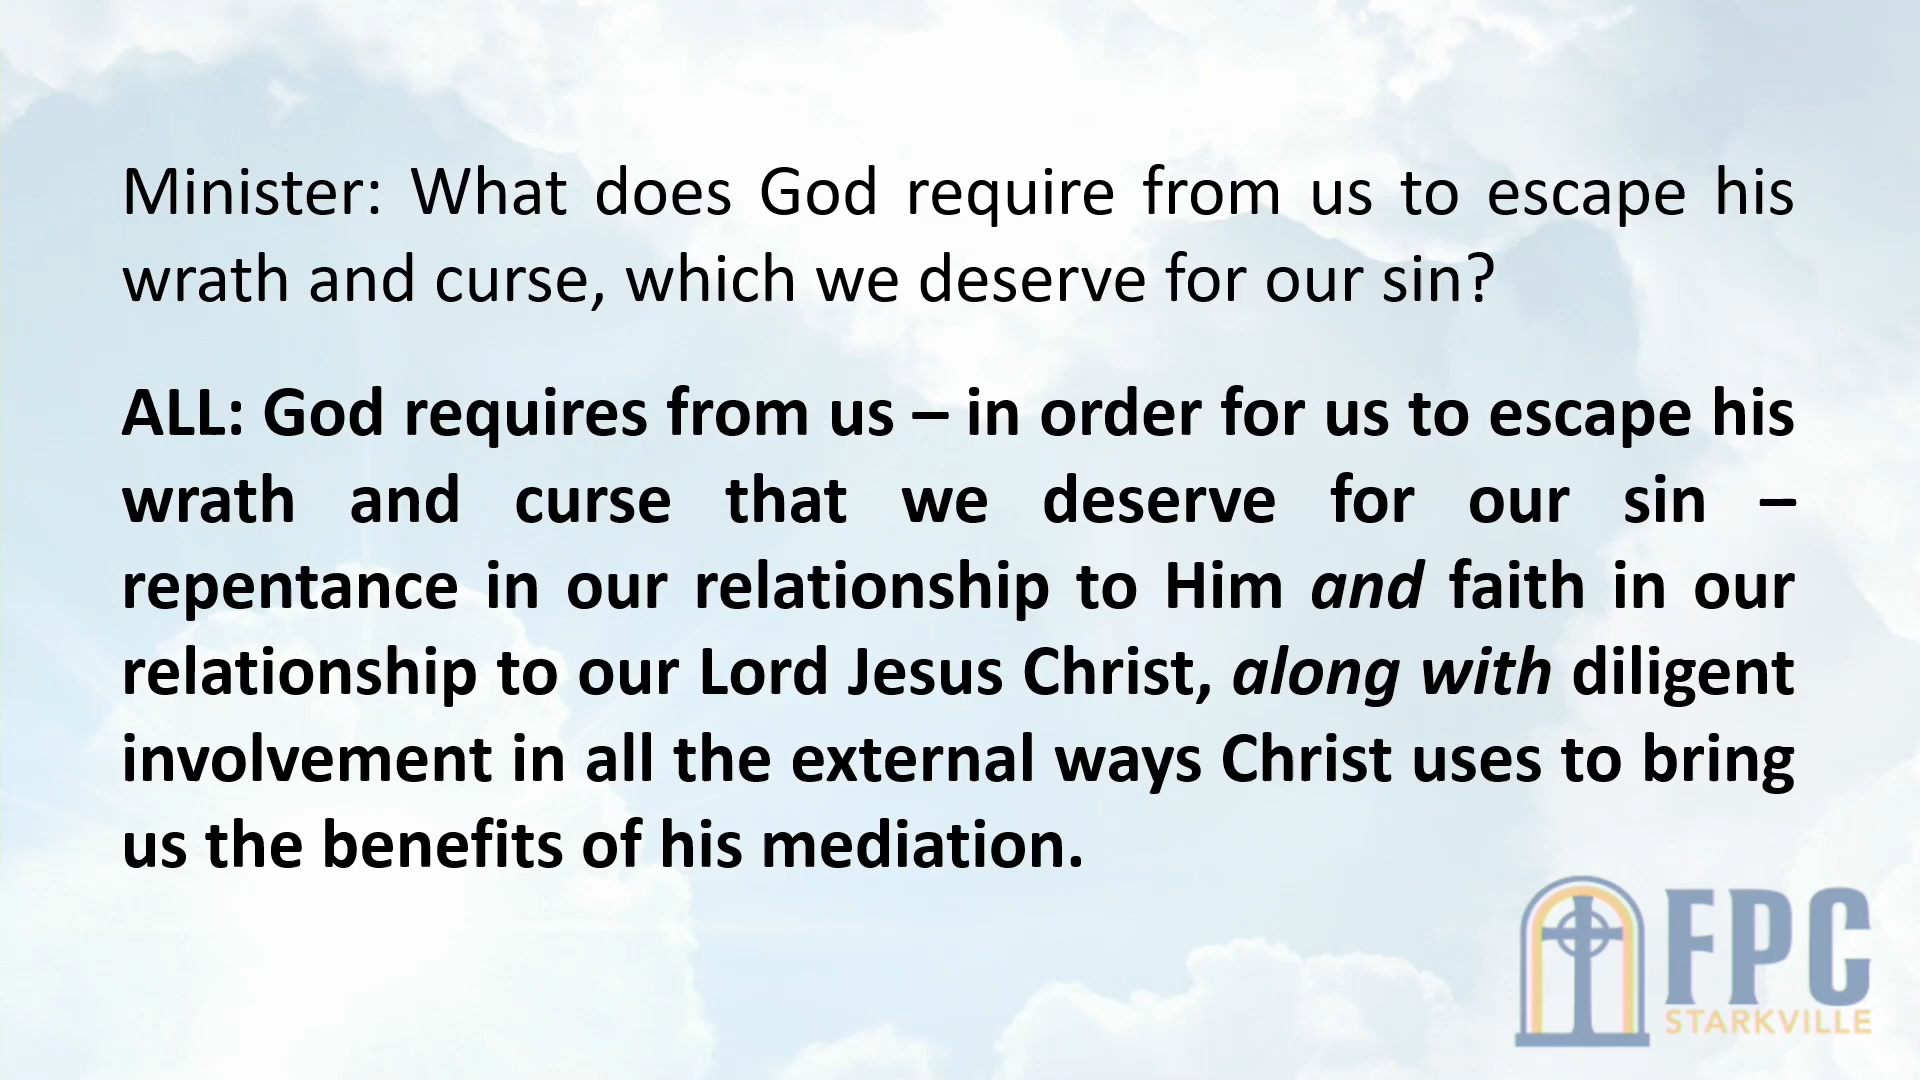 Minister: What does God require from us to escape his
wrath and curse, which we deserve for our sin?
ALL: God requires from us – in order for us to escape his
wrath and curse that we deserve for our sin –
repentance in our relationship to Him and faith in our
relationship to our Lord Jesus Christ, along with diligent
involvement in all the external ways Christ uses to bring
us the benefits of his mediation.
FPC
STARKVILLE